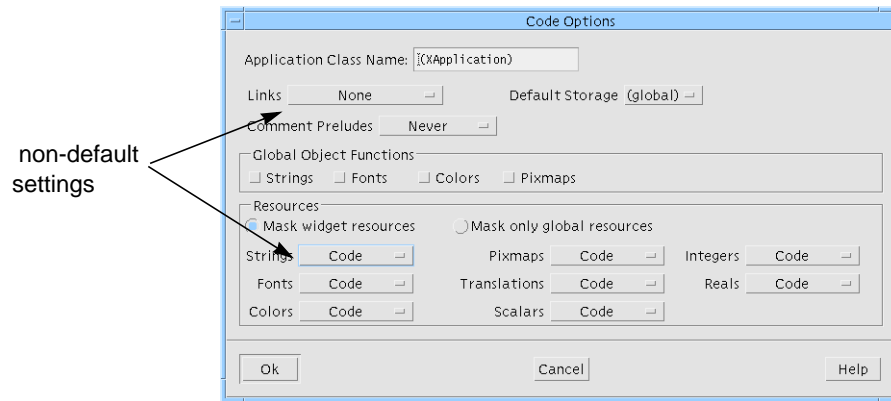 Code Options
Application Class Name: (XApplication)
Links None Default Storage (global)
Comment Preludes Never
non-default
settings
Global Object Functions
Strings Fonts Colors Pixmaps
Resources
Mask widget resources Mask only global resources
Strings Code Pixmaps Code Integers Code
Fonts Code Translations Code Reals Code
Colors Code Scalars Code
Ok Cancel Help